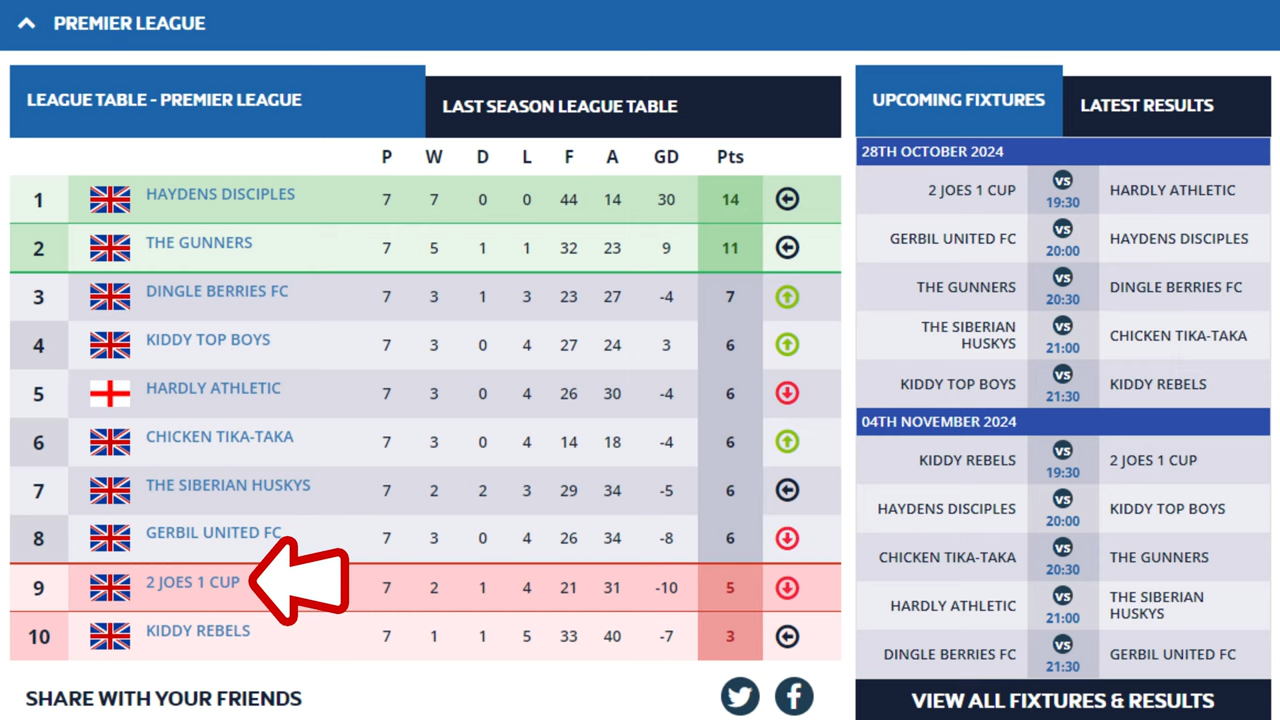 PREMIER LEAGUE
LEAGUE TABLE - PREMIER LEAGUE
LAST SEASON LEAGUE TABLE
P W D L F A GD Pts
1 HAYDENS DISCIPLES 7 7 0 0 44 14 30 14
2 THE GUNNERS 7 5 1 1 32 23 9 11
3 DINGLE BERRIES FC 7 3 1 3 23 27 -4 7
4 KIDDY TOP BOYS 7 3 0 4 27 24 3 6
5 HARDLY ATHLETIC 7 3 0 4 26 30 -4 6
6 CHICKEN TIKA-TAKA 7 3 0 4 14 18 -4 6
7 THE SIBERIAN HUSKYS 7 2 2 3 29 34 -5 6
8 GERBIL UNITED FC 7 3 0 4 26 34 -8 6
9 2 JOES 1 CUP 7 2 1 4 21 31 -10 5
10 KIDDY REBELS 7 1 1 5 33 40 -7 3
SHARE WITH YOUR FRIENDS
UPCOMING FIXTURES
LATEST RESULTS
28TH OCTOBER 2024
2 JOES 1 CUP vs HARDLY ATHLETIC
19:30
GERBIL UNITED FC vs HAYDENS DISCIPLES
20:00
THE GUNNERS vs DINGLE BERRIES FC
20:30
THE SIBERIAN HUSKYS vs CHICKEN TIKA-TAKA
21:00
KIDDY TOP BOYS vs KIDDY REBELS
21:30
04TH NOVEMBER 2024
KIDDY REBELS vs 2 JOES 1 CUP
19:30
HAYDENS DISCIPLES vs KIDDY TOP BOYS
20:00
CHICKEN TIKA-TAKA vs THE GUNNERS
20:30
HARDLY ATHLETIC vs THE SIBERIAN HUSKYS
21:00
DINGLE BERRIES FC vs GERBIL UNITED FC
21:30
VIEW ALL FIXTURES & RESULTS